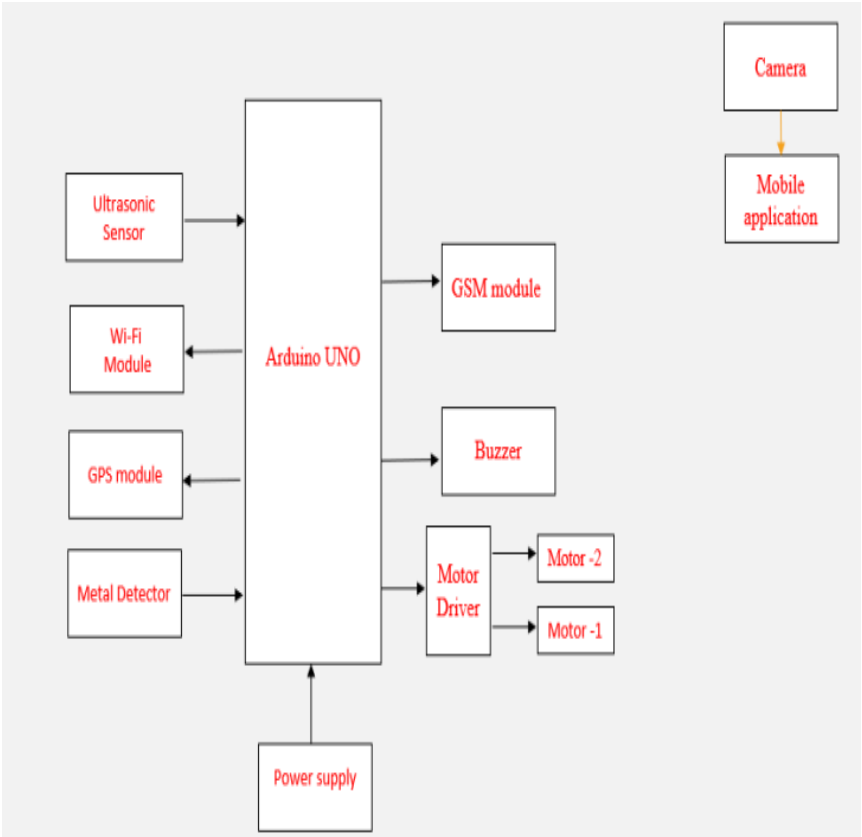 Camera
Mobile
application
Ultrasonic
Sensor
Wi-Fi
Module
GPS module
Metal Detector
Arduino UNO
GSM module
Buzzer
Motor
Driver
Motor -2
Motor -1
Power supply